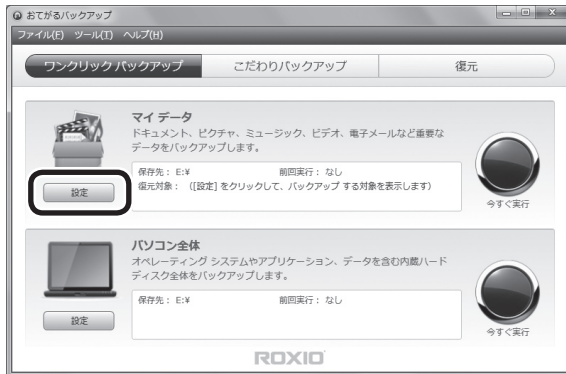 おてがるバックアップ
ファイル(F) ツール(T) ヘルプ(H)
ワンクリックバックアップ こだわりバックアップ 復元
マイ データ
ドキュメント、ピクチャ、ミュージック、ビデオ、電子メールなど重要な
データをバックアップします。
保存先： E:¥ 前回実行： なし
復元対象： （[設定] をクリックして、バックアップ する対象を表示します）
設定
今すぐ実行
パソコン全体
オペレーティング システムやアプリケーション、データを含む内蔵ハード
ディスク全体をバックアップします。
保存先： E:¥ 前回実行： なし
設定
今すぐ実行
ROXIO